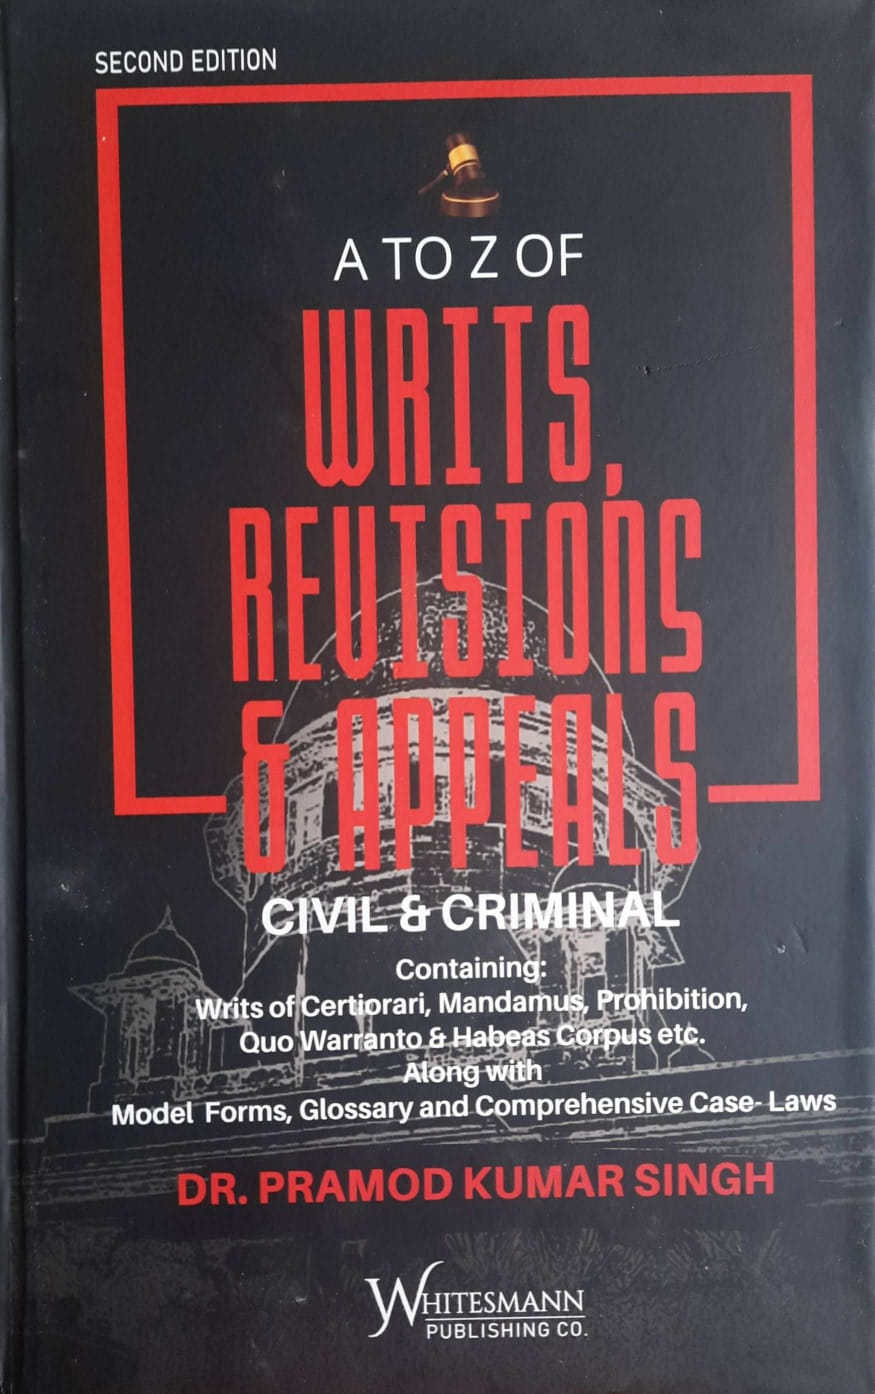 SECOND EDITION
A TO Z OF
WRITS,
REVISIONS
& APPEALS
CIVIL & CRIMINAL
Containing:
Writs of Certiorari, Mandamus, Prohibition,
Quo Warranto & Habeas Corpus etc.
Along with
Model Forms, Glossary and Comprehensive Case- Laws
DR. PRAMOD KUMAR SINGH
WHITESMANN
PUBLISHING CO.